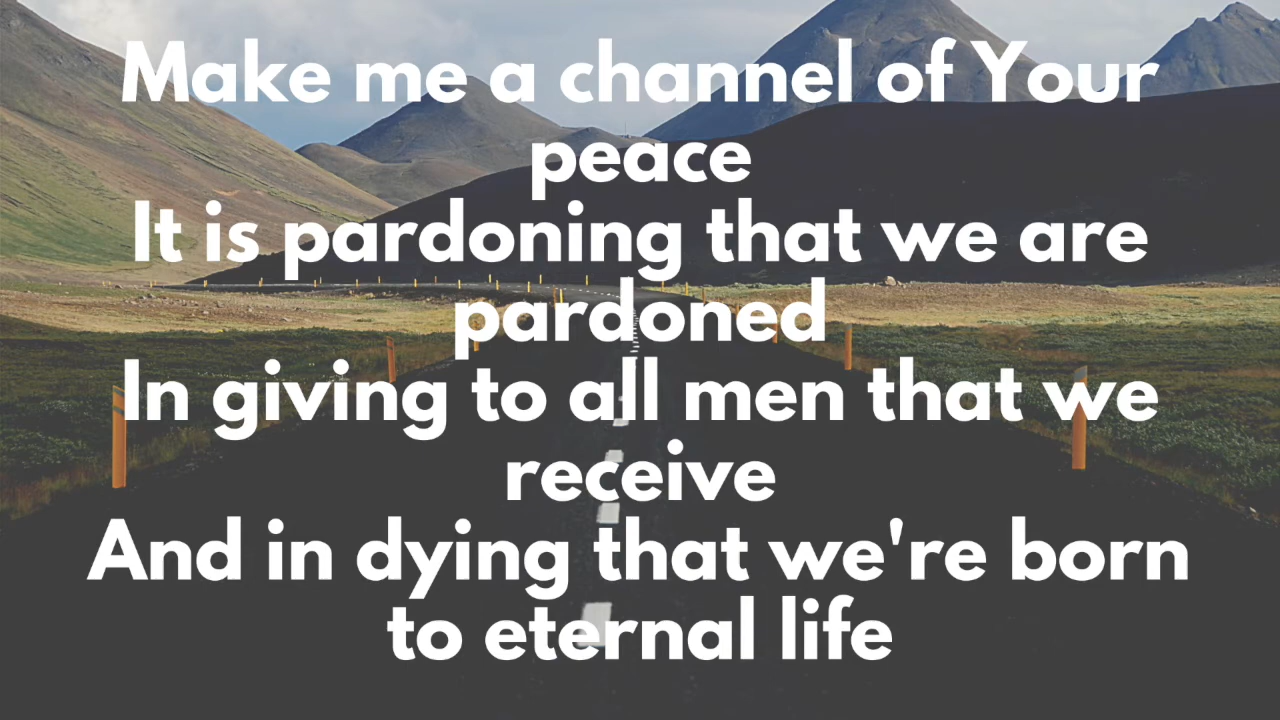 Make me a channel of Your
peace
It is pardoning that we are
pardoned
In giving to all men that we
receive
And in dying that we're born
to eternal life